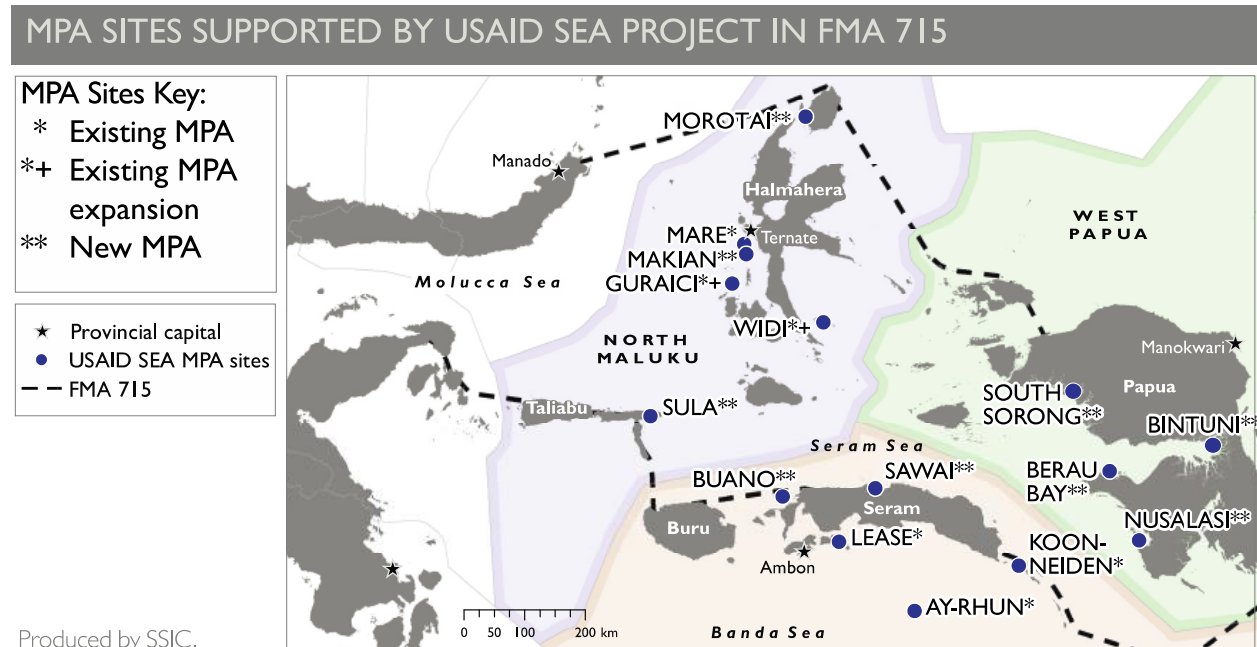 MPA SITES SUPPORTED BY USAID SEA PROJECT IN FMA 715
MPA Sites Key:
* Existing MPA
*+ Existing MPA
expansion
** New MPA
★ Provincial capital
USAID SEA MPA sites
FMA 715
Produced by SSIC.
MOROTAI**
Manado
Halmahera
WEST
PAPUA
MARE*
Ternate
MAKIAN**
Molucca Sea
GURAICI*+
WIDI*+
NORTH
MALUKU
Manokwari
Papua
SOUTH
SORONG**
Taliabu
SULA**
BINTUNI**
Seram Sea
BUANO**
SAWAI**
BERAU
BAY**
Seram
Buru
NUSALASI**
LEASE*
KOON-
NEIDEN*
Ambon
AY-RHUN*
0 50 100 200 km
Banda Sea